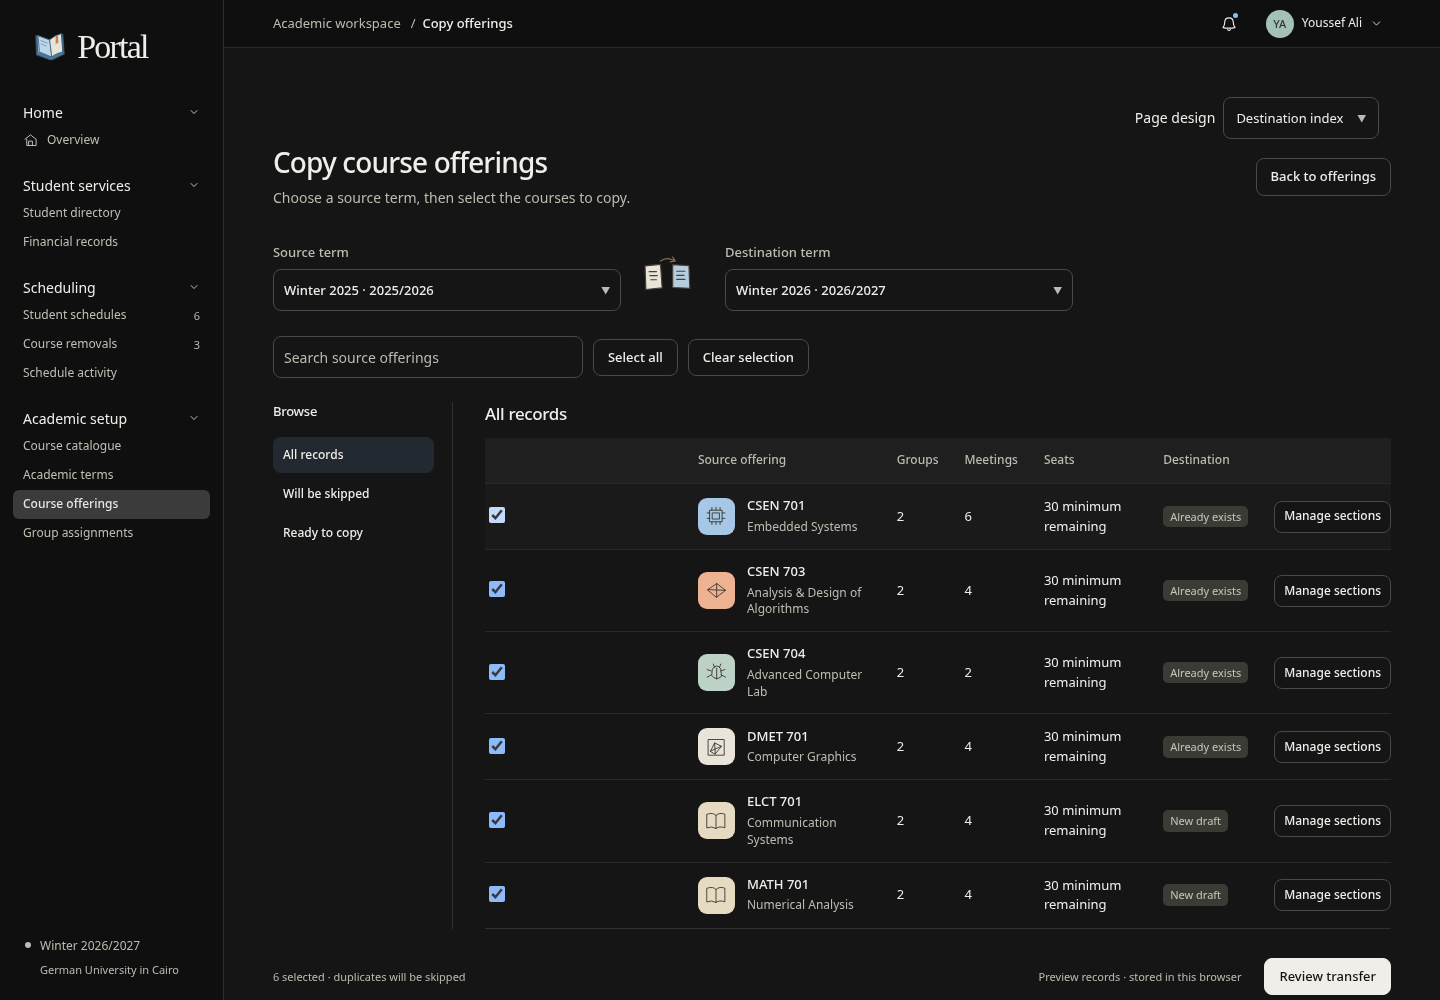 Portal
Home
Overview
Student services
Student directory
Financial records
Scheduling
Student schedules 6
Course removals 3
Schedule activity
Academic setup
Course catalogue
Academic terms
Course offerings
Group assignments
Winter 2026/2027
German University in Cairo
Academic workspace / Copy offerings
YA Youssef Ali
Page design Destination index
Copy course offerings
Back to offerings
Choose a source term, then select the courses to copy.
Source term
Winter 2025 · 2025/2026
Destination term
Winter 2026 · 2026/2027
Search source offerings Select all Clear selection
Browse
All records
Will be skipped
Ready to copy
All records
Source offering Groups Meetings Seats Destination
CSEN 701
Embedded Systems
2 6 30 minimum
remaining
Already exists Manage sections
CSEN 703
Analysis & Design of
Algorithms
2 4 30 minimum
remaining
Already exists Manage sections
CSEN 704
Advanced Computer
Lab
2 2 30 minimum
remaining
Already exists Manage sections
DMET 701
Computer Graphics
2 4 30 minimum
remaining
Already exists Manage sections
ELCT 701
Communication
Systems
2 4 30 minimum
remaining
New draft Manage sections
MATH 701
Numerical Analysis
2 4 30 minimum
remaining
New draft Manage sections
6 selected · duplicates will be skipped
Preview records · stored in this browser
Review transfer